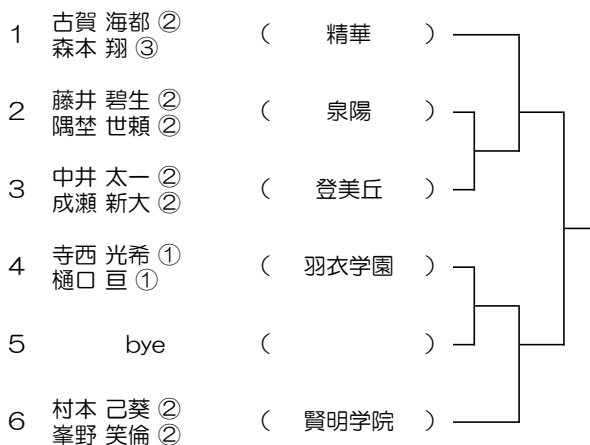 1 古賀 海都 ② ( 精華 )
森本 翔 ③
2 藤井 碧生 ② ( 泉陽 )
隅埜 世頼 ②
3 中井 太一 ② ( 登美丘 )
成瀬 新大 ②
4 寺西 光希 ① ( 羽衣学園 )
樋口 亘 ①
5 bye ( )
6 村本 己葵 ② ( 賢明学院 )
峯野 笑倫 ②